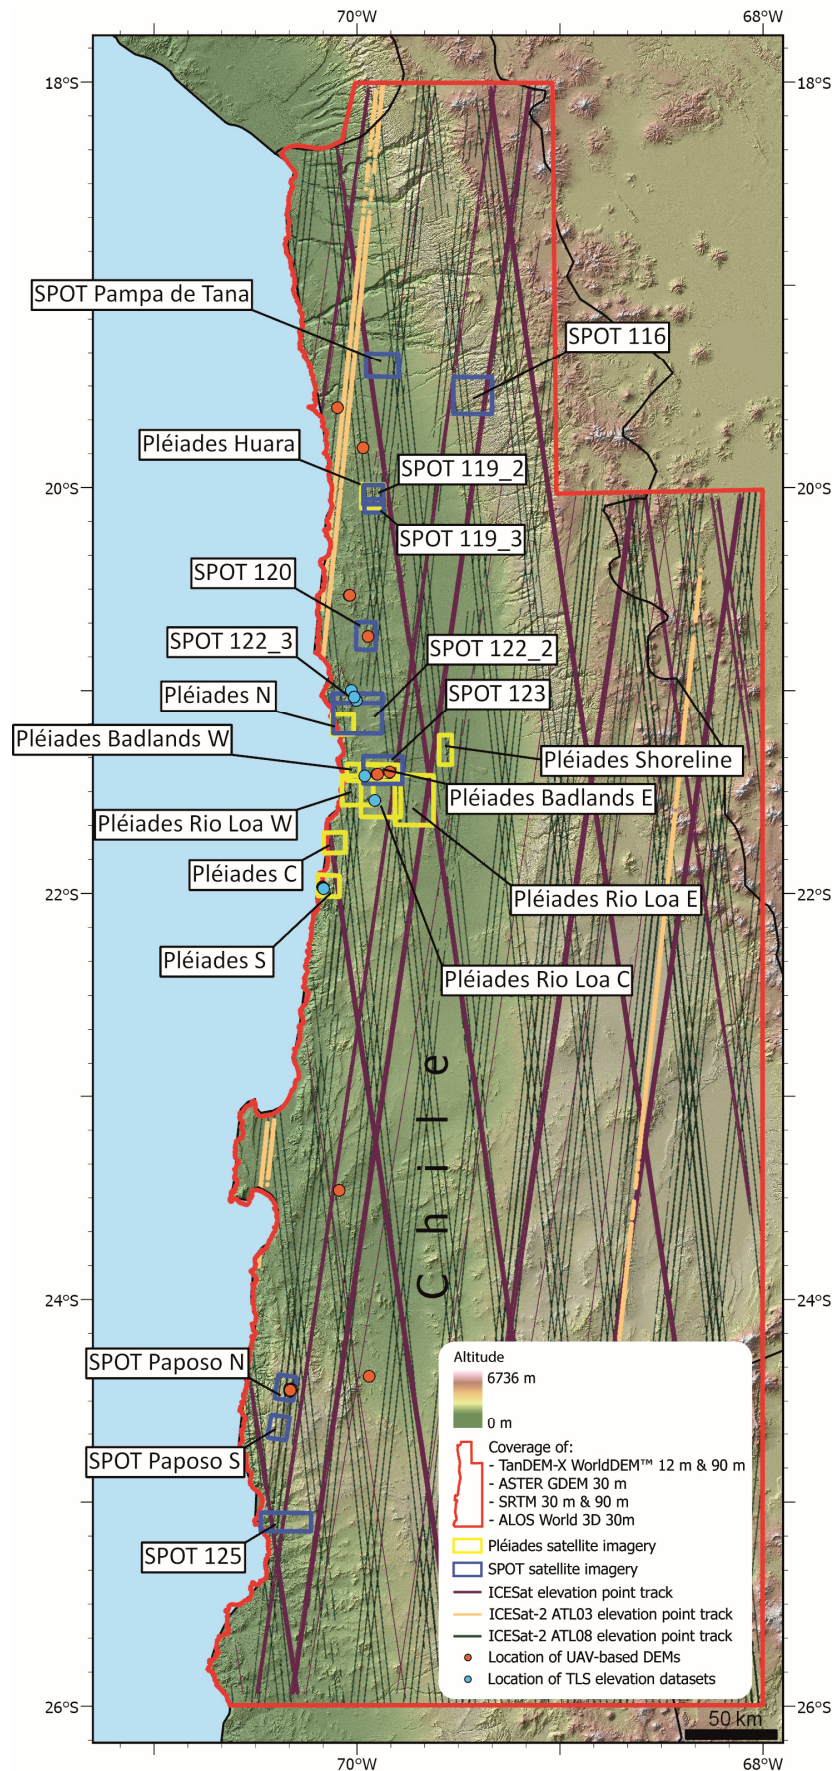 70°W
68°W
18°S
18°S
SPOT Pampa de Tana
SPOT 116
Pléiades Huara
SPOT 119_2
20°S
20°S
SPOT 119_3
SPOT 120
SPOT 122_3
SPOT 122_2
Pléiades N
SPOT 123
Pléiades Badlands W
Pléiades Shoreline
Pléiades Badlands E
Pléiades Rio Loa W
Pléiades C
22°S
22°S
Pléiades Rio Loa E
Pléiades S
Pléiades Rio Loa C
Chile
24°S
24°S
SPOT Paposo N
SPOT Paposo S
SPOT 125
Altitude
6736 m
0 m
Coverage of:
- TanDEM-X WorldDEM™ 12 m & 90 m
- ASTER GDEM 30 m
- SRTM 30 m & 90 m
- ALOS World 3D 30m
Pléiades satellite imagery
SPOT satellite imagery
ICESat elevation point track
ICESat-2 ATL03 elevation point track
ICESat-2 ATL08 elevation point track
Location of UAV-based DEMs
Location of TLS elevation datasets
26°S
26°S
50 km
70°W
68°W